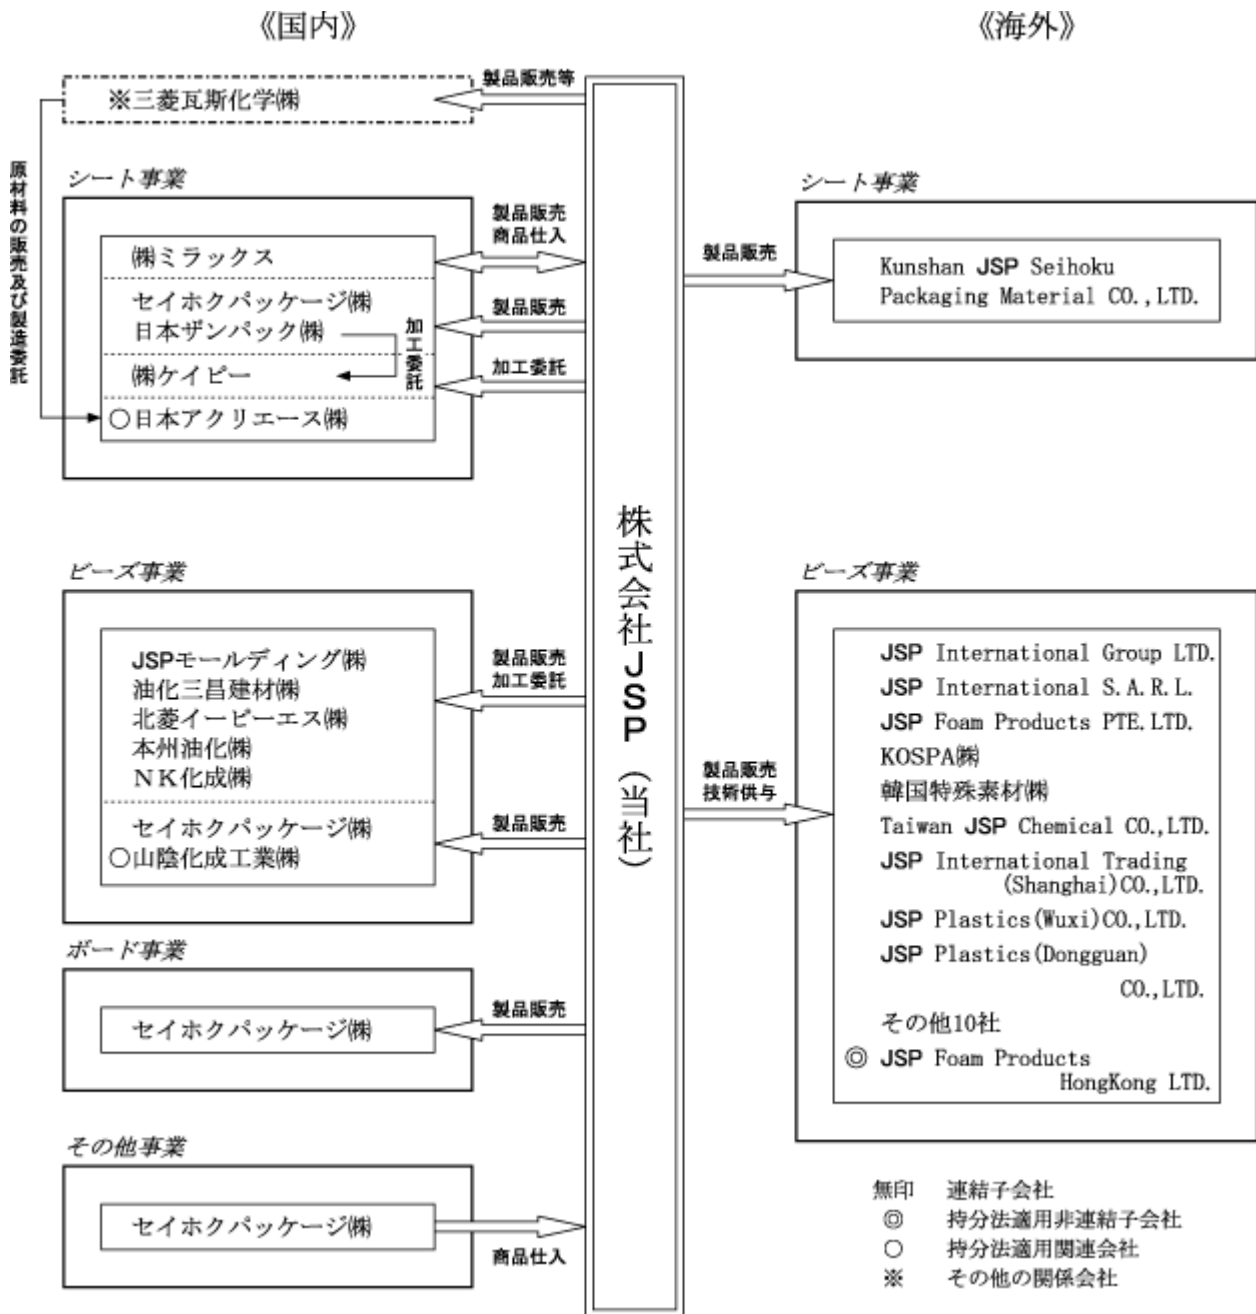 《国内》
《海外》
※三菱瓦斯化学㈱
製品販売等
原材料の販売及び製造委託
シート事業
㈱ミラックス
セイホクパッケージ㈱
日本ザンパック㈱
㈱ケイピー
○日本アクリエース㈱
加工委託
製品販売
商品仕入
製品販売
加工委託
ビーズ事業
JSPモールディング㈱
油化三昌建材㈱
北菱イーピーエス㈱
本州油化㈱
ＮＫ化成㈱
セイホクパッケージ㈱
○山陰化成工業㈱
製品販売
加工委託
製品販売
ボード事業
セイホクパッケージ㈱
製品販売
その他事業
セイホクパッケージ㈱
商品仕入
株式会社JSP（当社）
シート事業
製品販売
Kunshan JSP Seihoku
Packaging Material CO.,LTD.
ビーズ事業
製品販売
技術供与
JSP International Group LTD.
JSP International S.A.R.L.
JSP Foam Products PTE.LTD.
KOSPA㈱
韓国特殊素材㈱
Taiwan JSP Chemical CO.,LTD.
JSP International Trading
(Shanghai)CO.,LTD.
JSP Plastics(Wuxi)CO.,LTD.
JSP Plastics(Dongguan)
CO.,LTD.
その他10社
◎ JSP Foam Products
HongKong LTD.
無印 連結子会社
◎ 持分法適用非連結子会社
○ 持分法適用関連会社
※ その他の関係会社